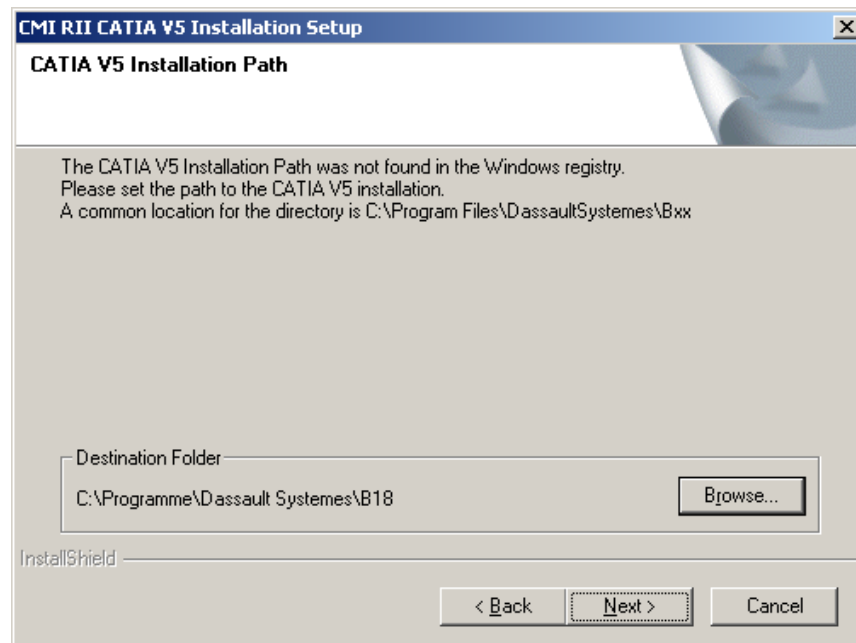 CMI RII CATIA V5 Installation Setup
CATIA V5 Installation Path
The CATIA V5 Installation Path was not found in the Windows registry.
Please set the path to the CATIA V5 installation.
A common location for the directory is C:\Program Files\DassaultSystemes\Bxx
Destination Folder
C:\Programme\Dassault Systemes\B18
Browse...
InstallShield
< Back
Next >
Cancel